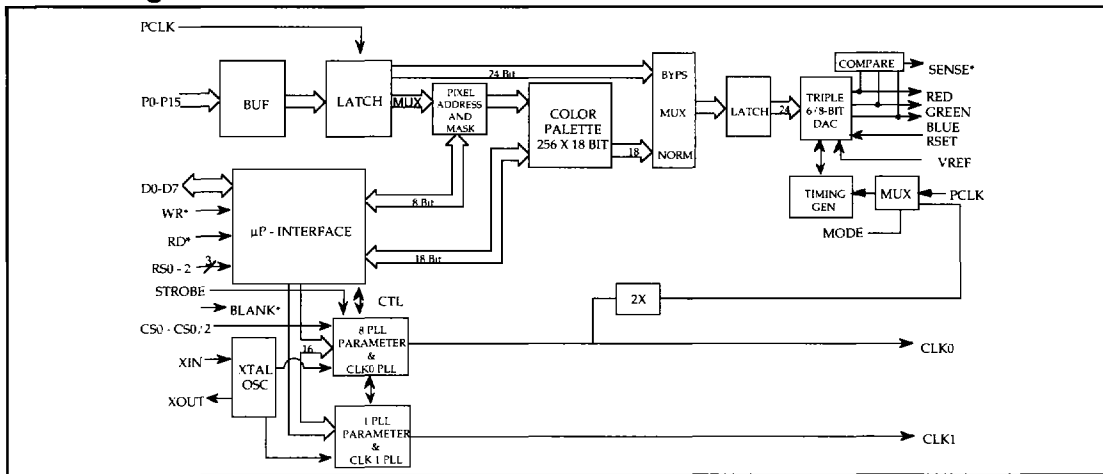 PCLK
P0-P15
BUF
LATCH
24 Bit
MUX
PIXEL
ADDRESS
AND
MASK
COLOR
PALETTE
256 X 18 BIT
18
BYPS
MUX
NORM
LATCH
24
TRIPLE
6/8-BIT
DAC
COMPARE
SENSE*
RED
GREEN
BLUE
RSET
VREF
TIMING
GEN
MUX
PCLK
MODE
D0-D7
WR*
RD*
RS0 - 2
3
µP - INTERFACE
8 Bit
18 Bit
STROBE
BLANK*
CS0 - CS0/2
CTL
16
8 PLL
PARAMETER
&
CLK0 PLL
2X
CLK0
XIN
XOUT
XTAL
OSC
1 PLL
PARAMETER
&
CLK 1 PLL
CLK1